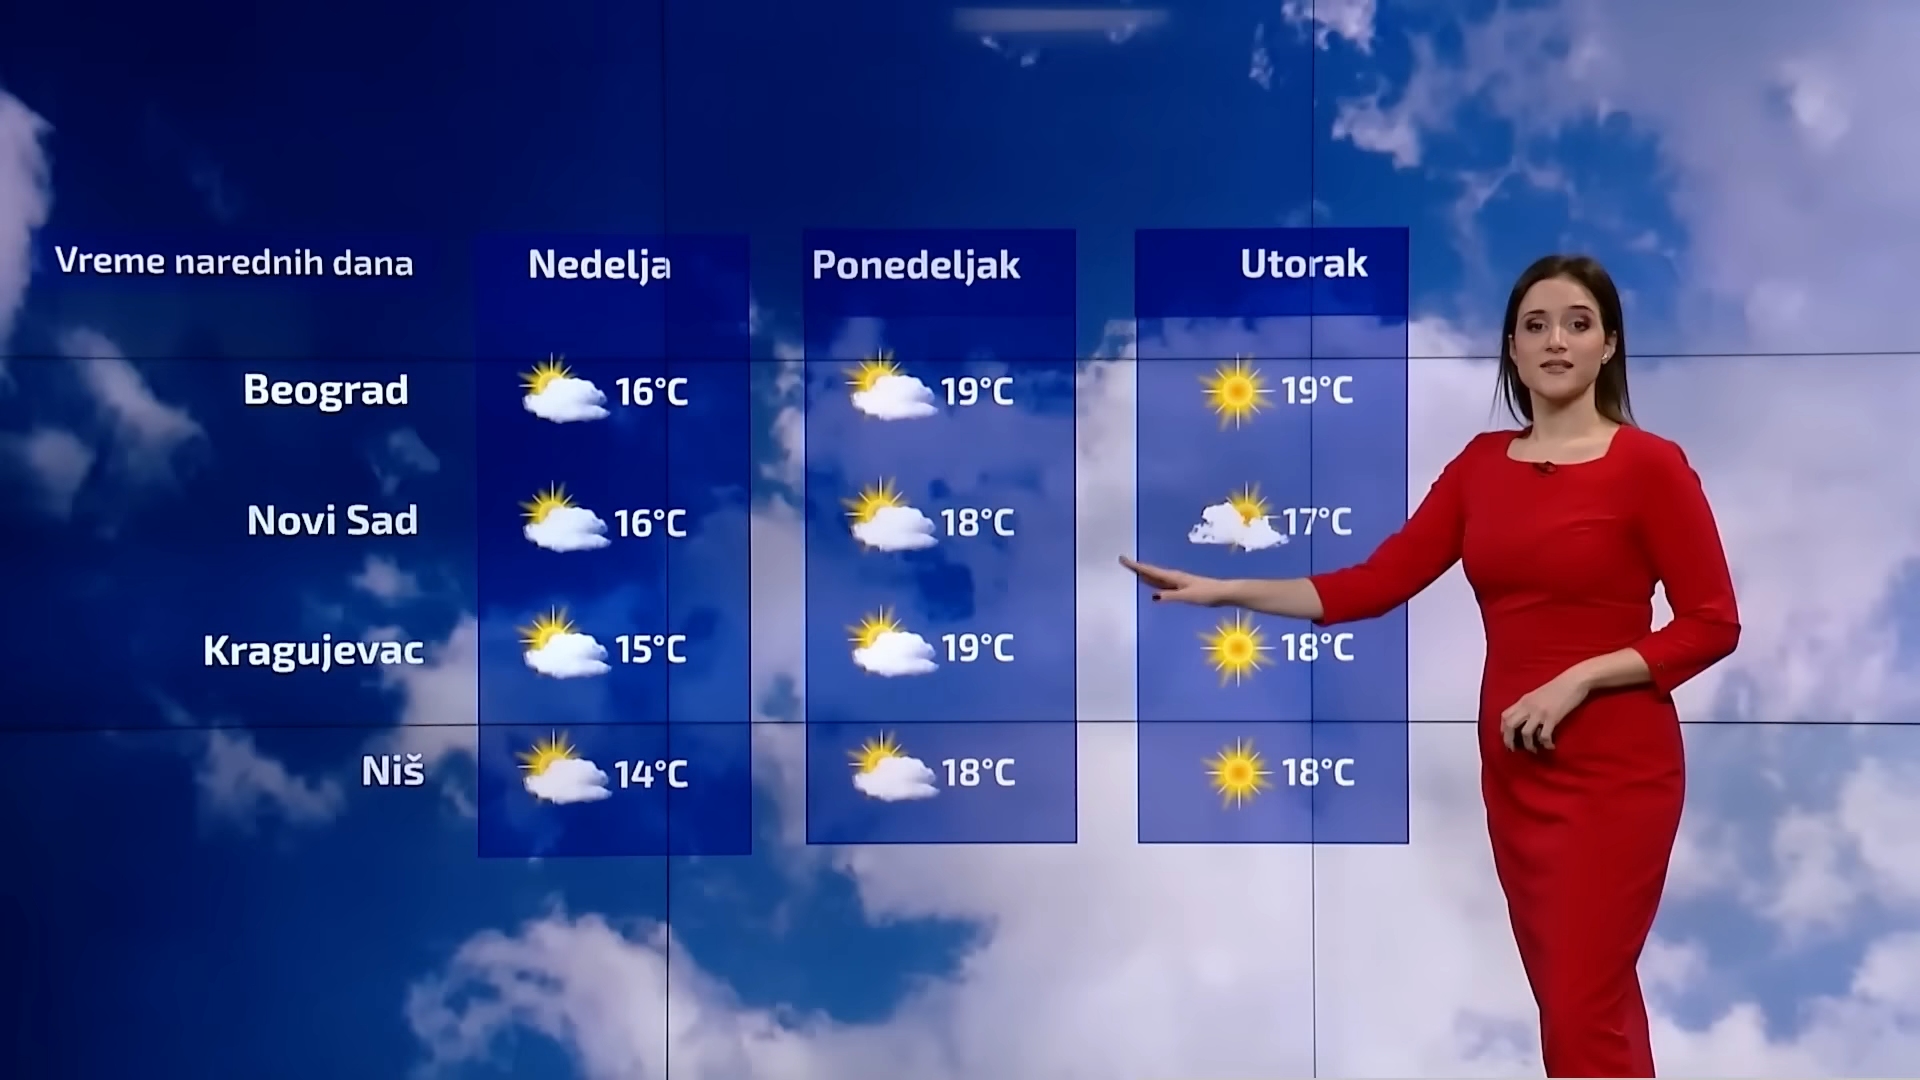 Vreme narednih dana Nedelja Ponedeljak Utorak
Beograd 16°C 19°C 19°C
Novi Sad 16°C 18°C 17°C
Kragujevac 15°C 19°C 18°C
Niš 14°C 18°C 18°C